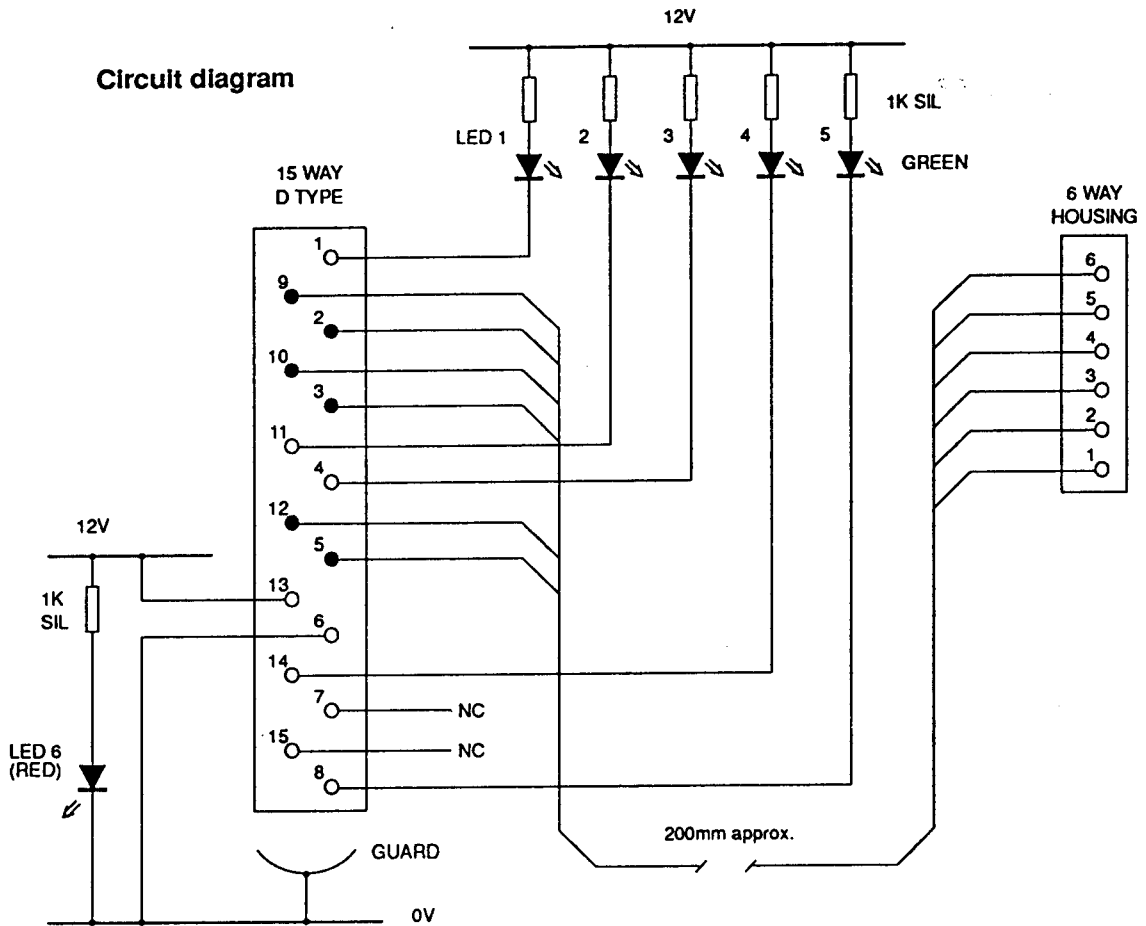 12V
Circuit diagram
1K SIL
LED 1
2
3
4
5
GREEN
15 WAY
D TYPE
6 WAY
HOUSING
1
9
2
10
3
11
4
12
5
13
6
14
7
15
8
6
5
4
3
2
1
12V
1K
SIL
NC
NC
LED 6
(RED)
200mm approx.
GUARD
0V